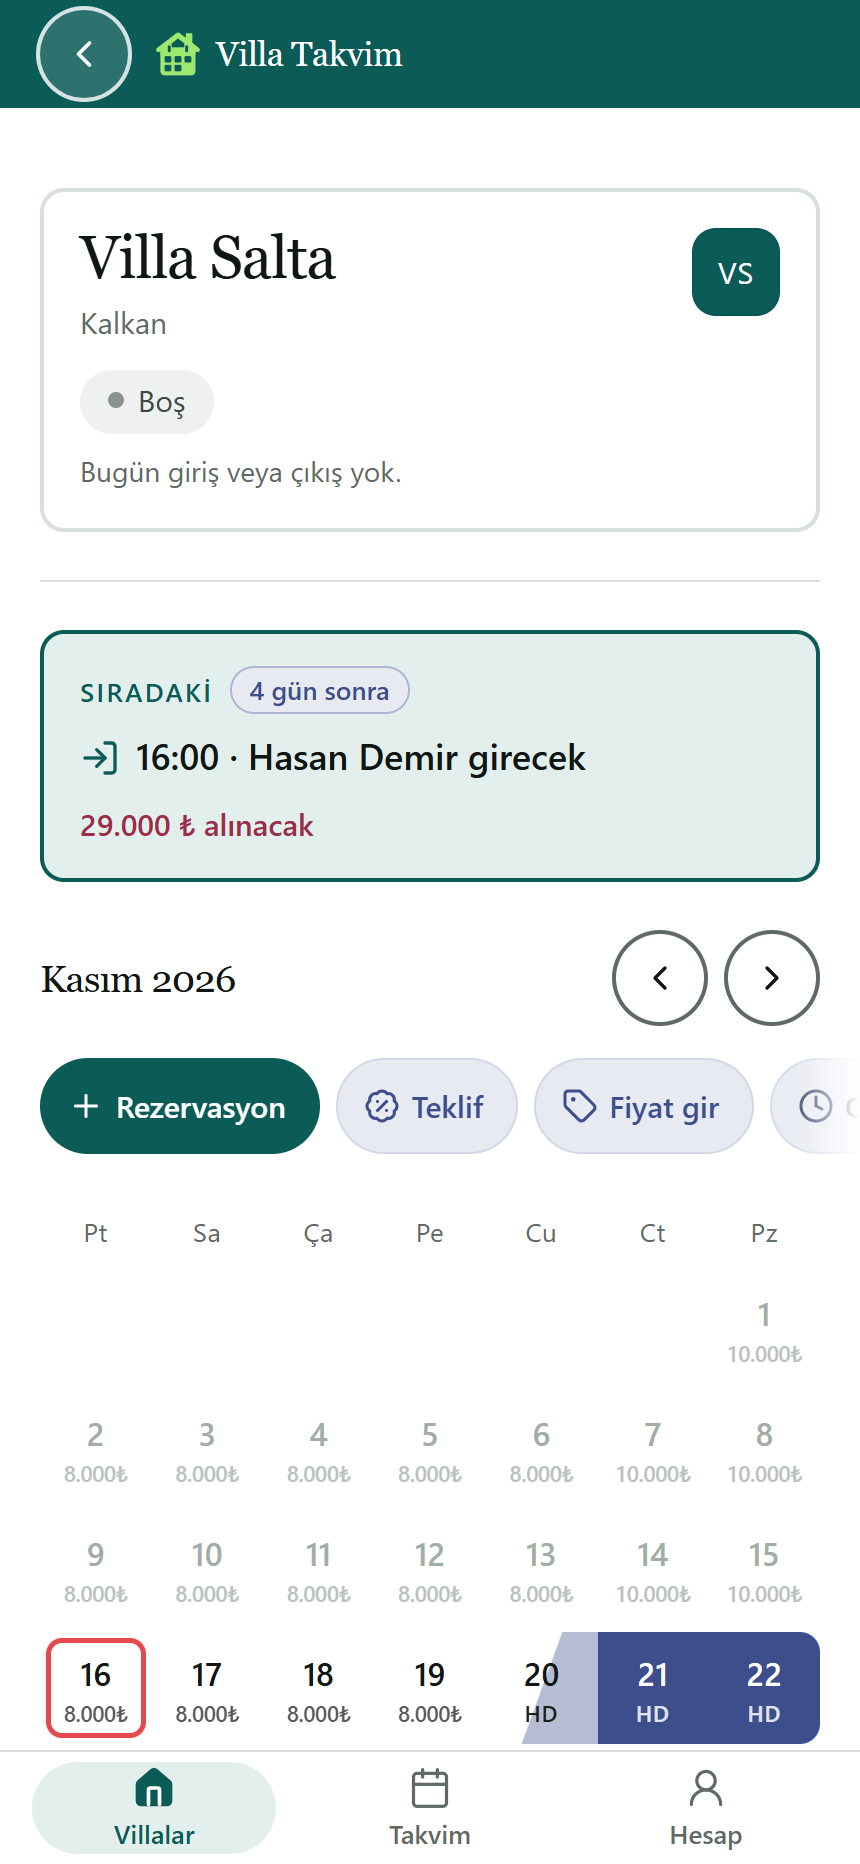 Villa Takvim
Villa Salta
VS
Kalkan
Boş
Bugün giriş veya çıkış yok.
SIRADAKİ 4 gün sonra
16:00 · Hasan Demir girecek
29.000 ₺ alınacak
Kasım 2026
Rezervasyon Teklif Fiyat gir
Pt Sa Ça Pe Cu Ct Pz
1
10.000₺
2 3 4 5 6 7 8
8.000₺ 8.000₺ 8.000₺ 8.000₺ 8.000₺ 10.000₺ 10.000₺
9 10 11 12 13 14 15
8.000₺ 8.000₺ 8.000₺ 8.000₺ 8.000₺ 10.000₺ 10.000₺
16 17 18 19 20 21 22
8.000₺ 8.000₺ 8.000₺ 8.000₺ HD HD HD
Villalar Takvim Hesap